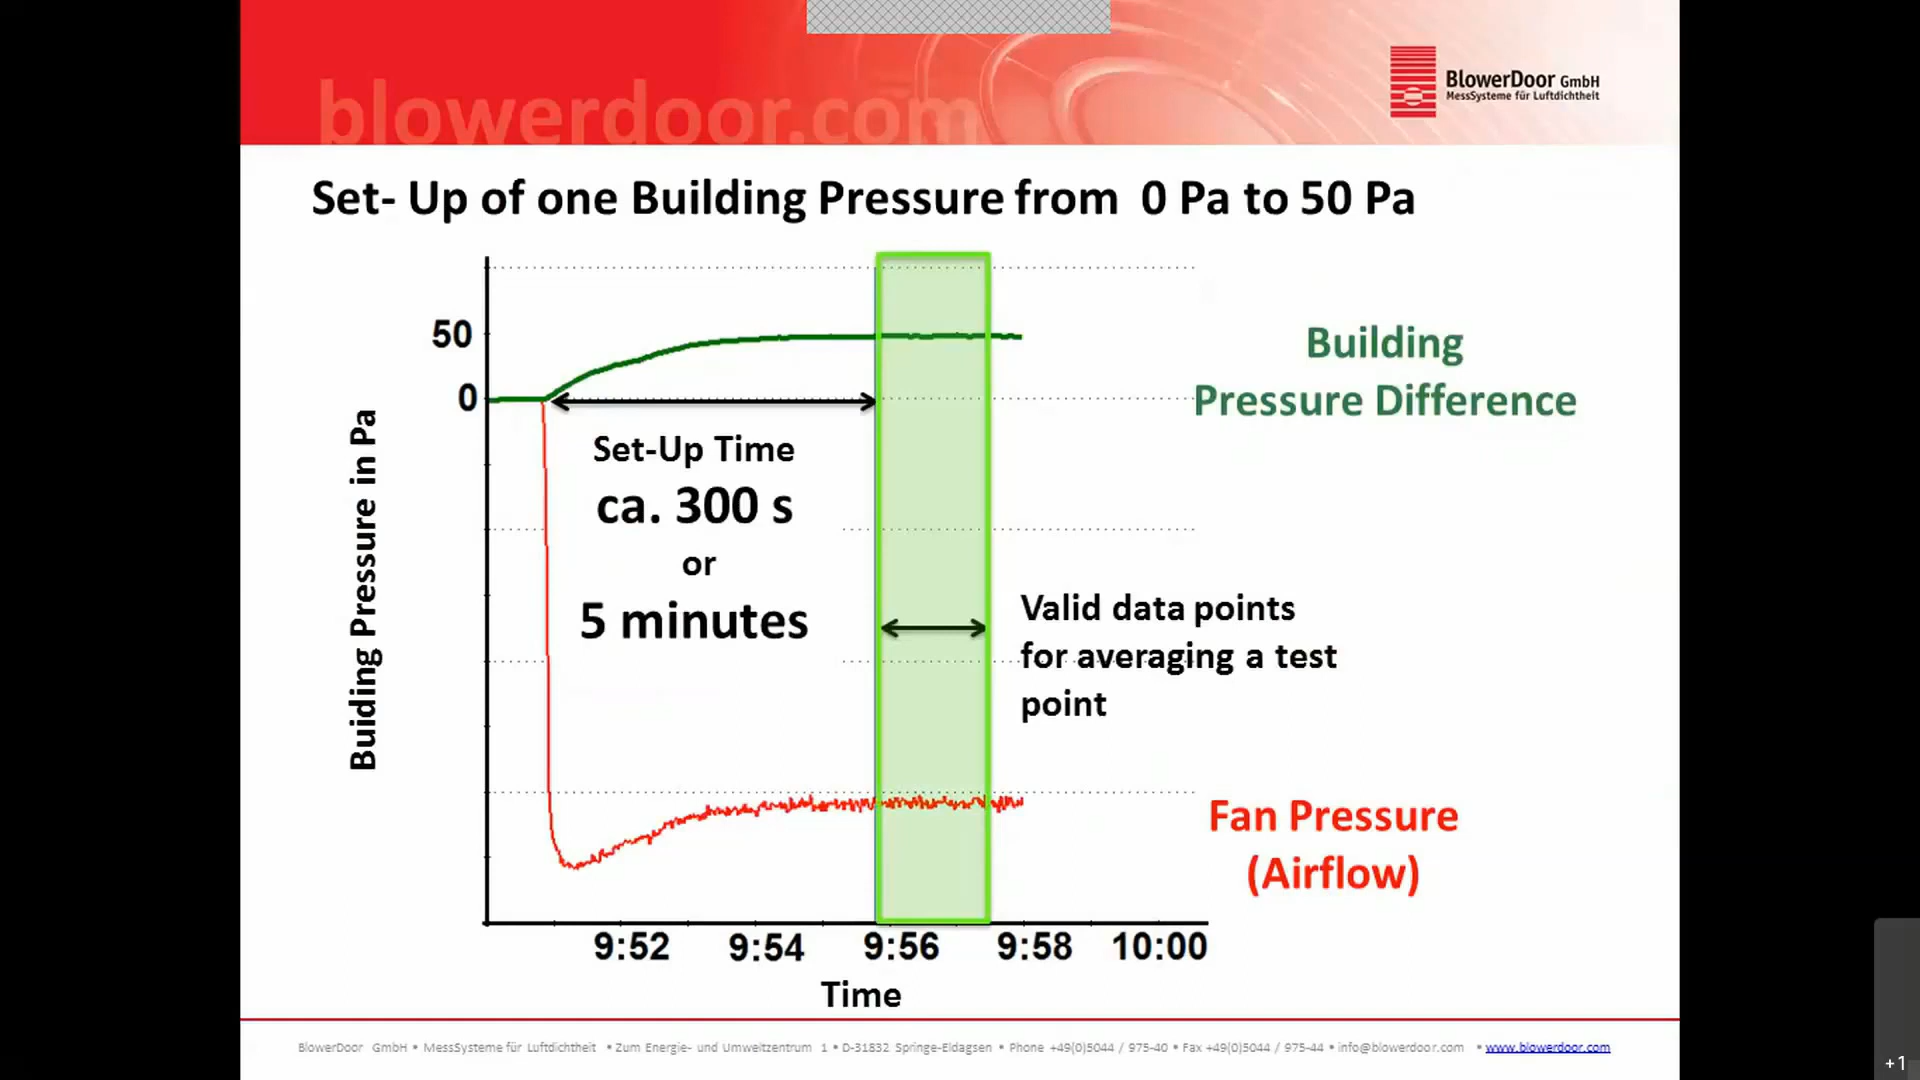 blowerdoor.com
BlowerDoor GmbH
MessSysteme für Luftdichtheit
Set- Up of one Building Pressure from 0 Pa to 50 Pa
50
0
Buiding Pressure in Pa
Building
Pressure Difference
Set-Up Time
ca. 300 s
or
5 minutes
Valid data points
for averaging a test
point
Fan Pressure
(Airflow)
9:52 9:54 9:56 9:58 10:00
Time
BlowerDoor GmbH • MessSysteme für Luftdichtheit • Zum Energie- und Umweltzentrum 1 • D-31832 Springe-Eldagsen • Phone +49(0)5044 / 975-40 • Fax +49(0)5044 / 975-44 • info@blowerdoor.com • www.blowerdoor.com
+1